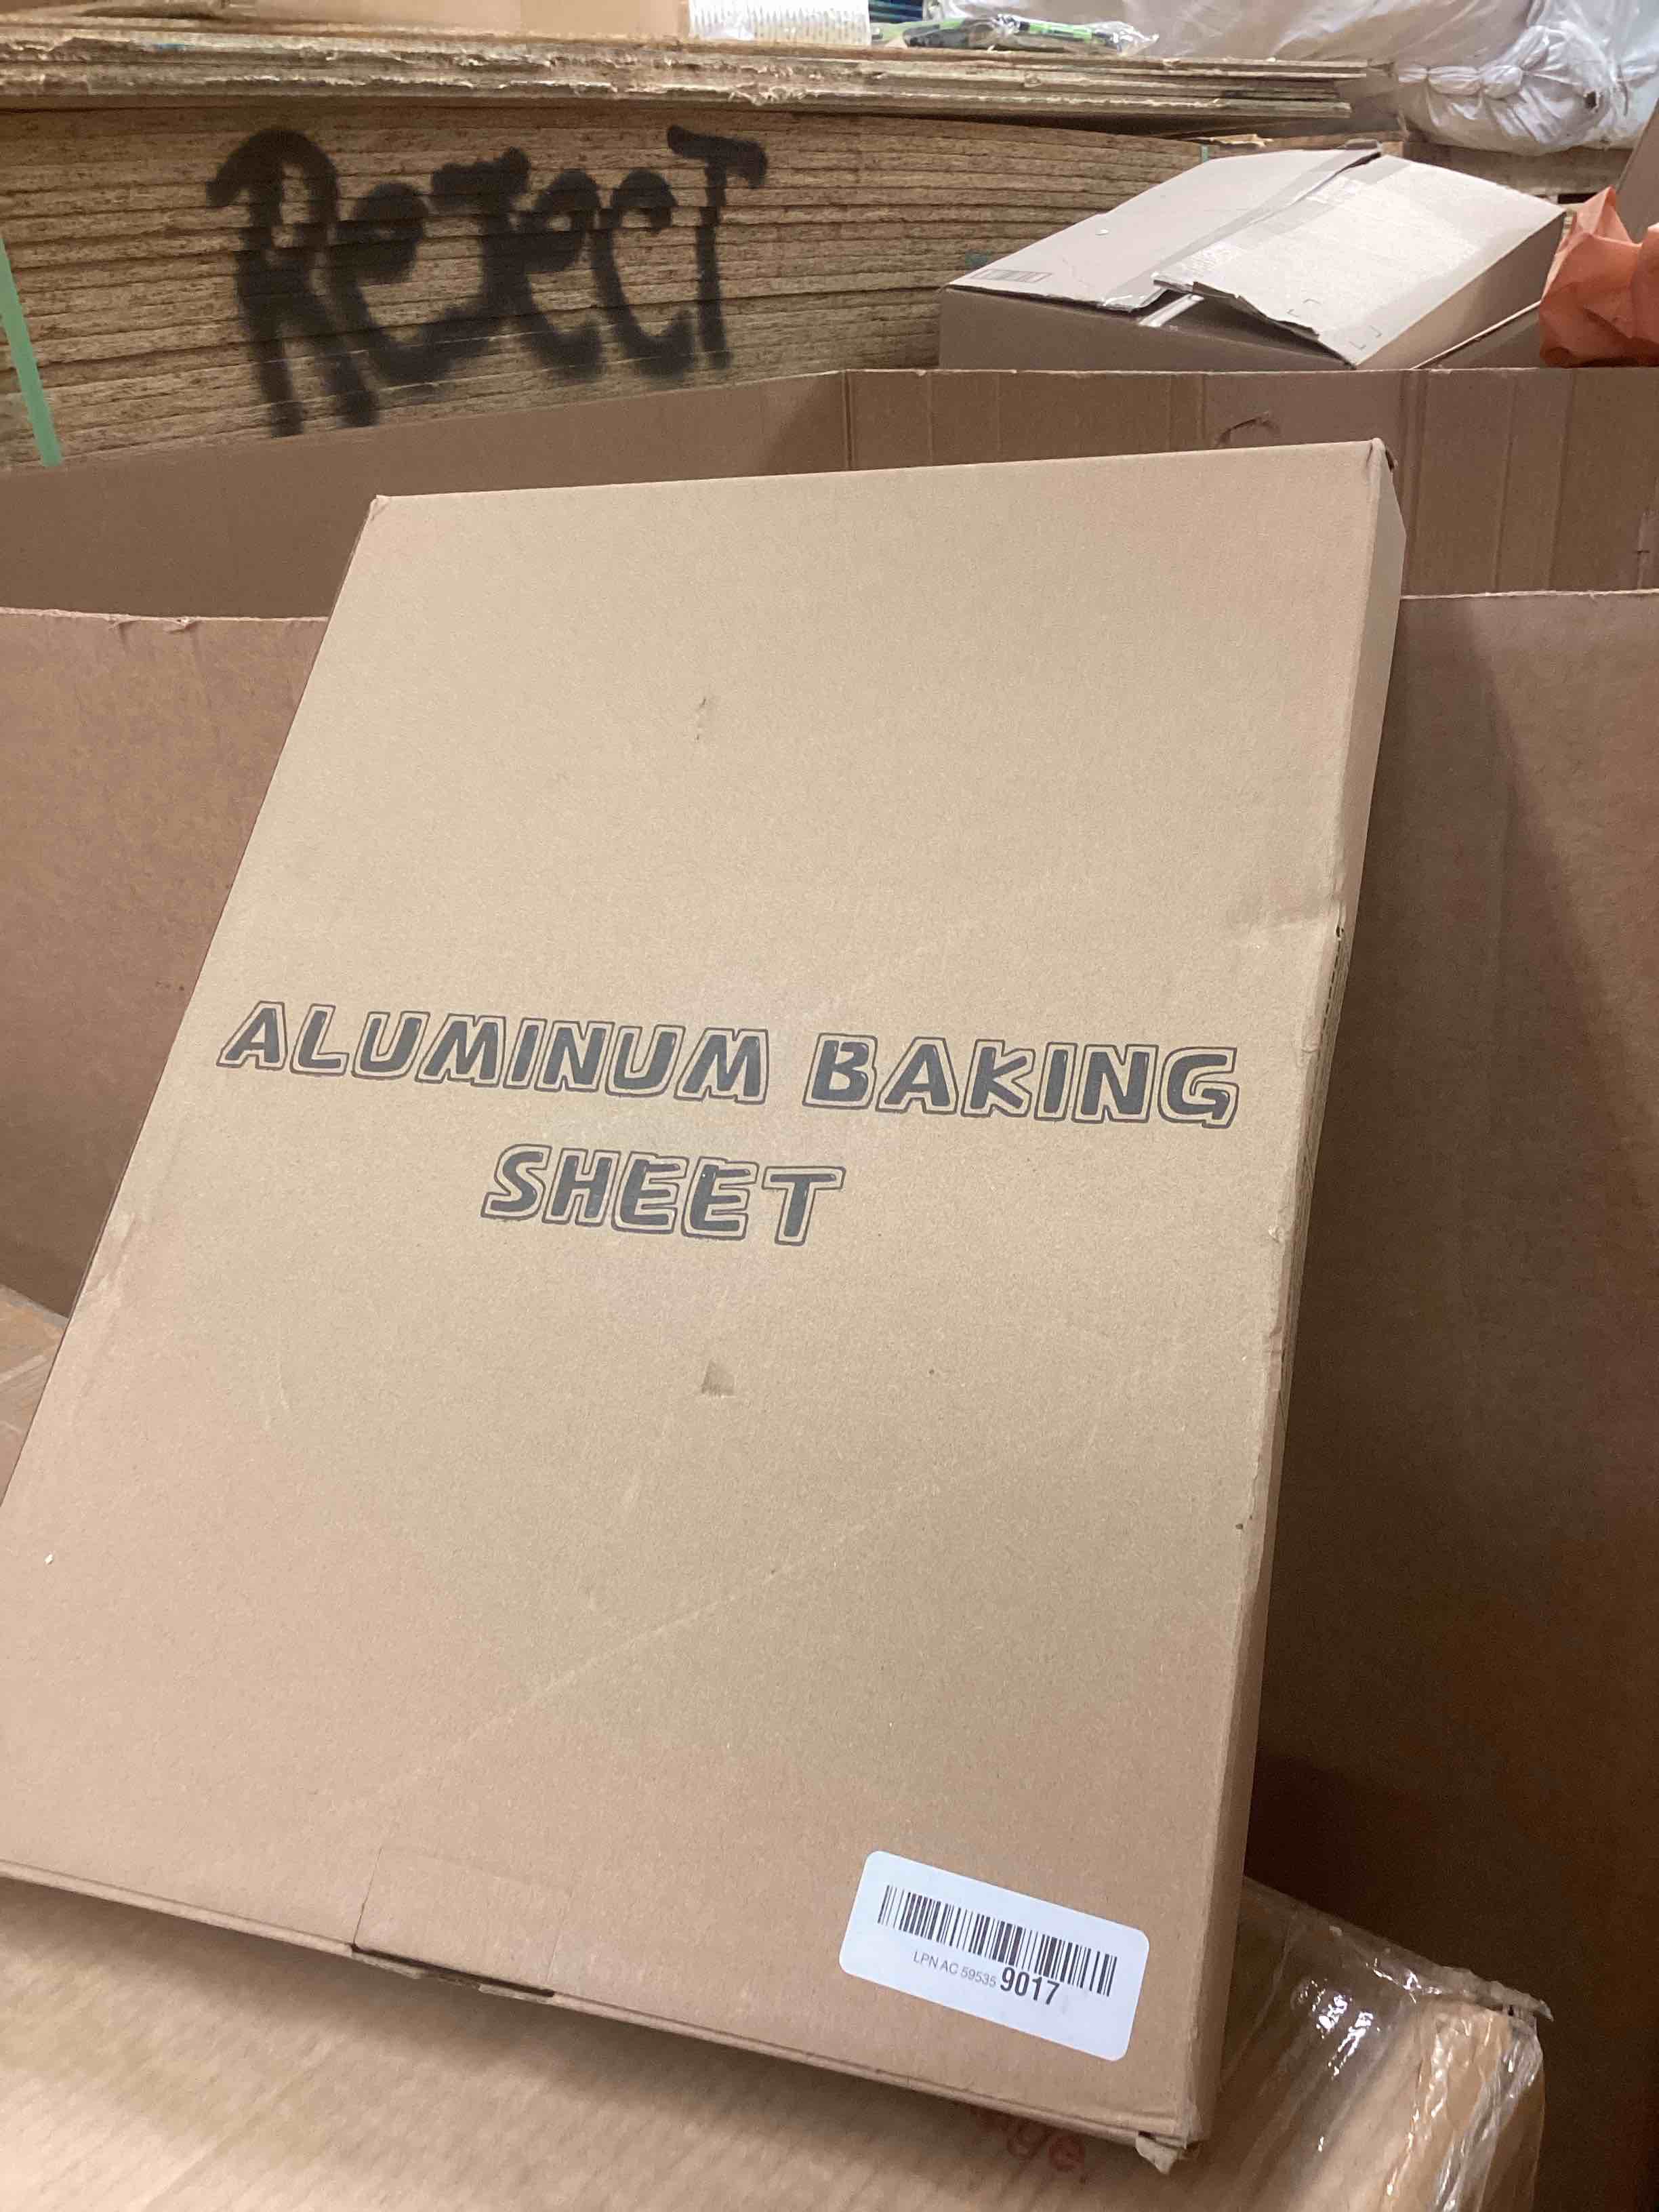 ReJecT
ALUMINUM BAKING
SHEET
LPN AC 59535 9017